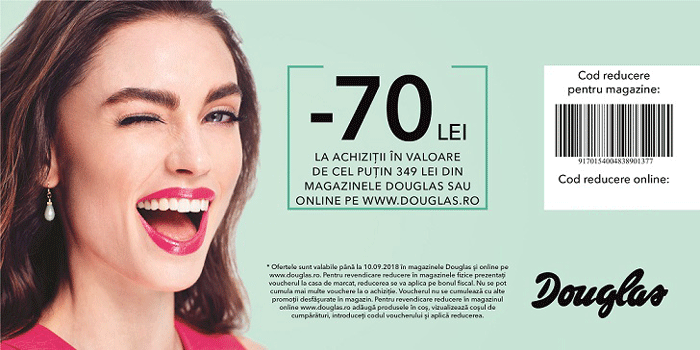 -70 LEI
LA ACHIZIȚII ÎN VALOARE
DE CEL PUȚIN 349 LEI DIN
MAGAZINELE DOUGLAS SAU
ONLINE PE WWW.DOUGLAS.RO
* Ofertele sunt valabile până la 10.09.2018 în magazinele Douglas și online pe
www.douglas.ro. Pentru revendicare reducere în magazinele fizice prezentați
voucherul la casa de marcat, reducerea se va aplica pe bonul fiscal. Nu se pot
cumula mai multe vouchere la o achiziție. Voucherul nu se cumulează cu alte
promoții desfășurate în magazin. Pentru revendicare reducere în magazinul
online www.douglas.ro adăugă produsele în coș, vizualizează coșul de
cumpărături, introduceți codul voucherului și aplică reducerea.
Cod reducere
pentru magazine:
9170154004838901377
Cod reducere online:
Douglas